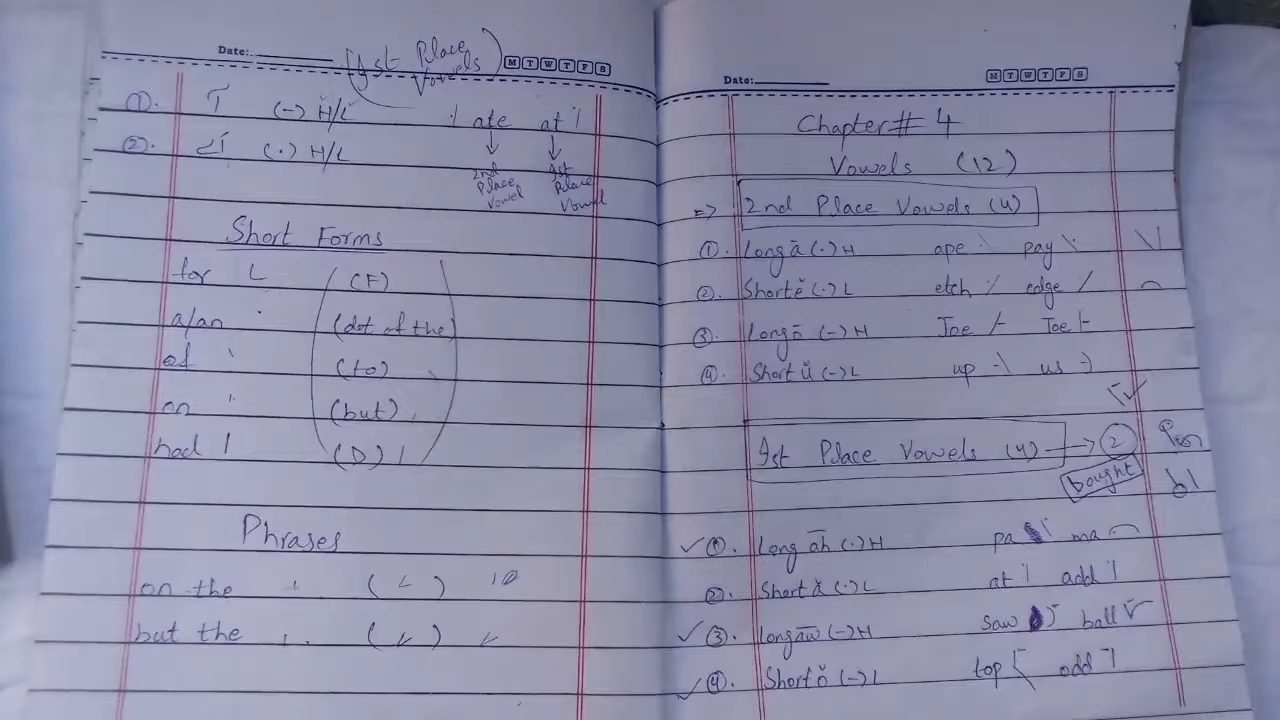 Date: (1st Place Vowels) M T W T F S
①. (-) H/L ate at
②. (·) H/L
2nd Place Vowel 1st Place Vowel
Short Forms
for (F)
a/an (dot of the)
of (to)
on (but)
had (D)
Phrases
on the
but the
Date: M T W T F S
Chapter # 4
Vowels (12)
=> 2nd Place Vowels (4)
①. Long ā (·) H ape pay
②. Short ĕ (·) L etch edge
③. Long ō (-) H Joe Toe
④. Short ŭ (-) L up us
1st Place Vowels (4) → ②
bought
✓ ①. Long āh (·) H pa ma
②. Short ă (·) L at add
✓ ③. Long āw (-) H saw ball
✓ ④. Short ŏ (-) L top odd